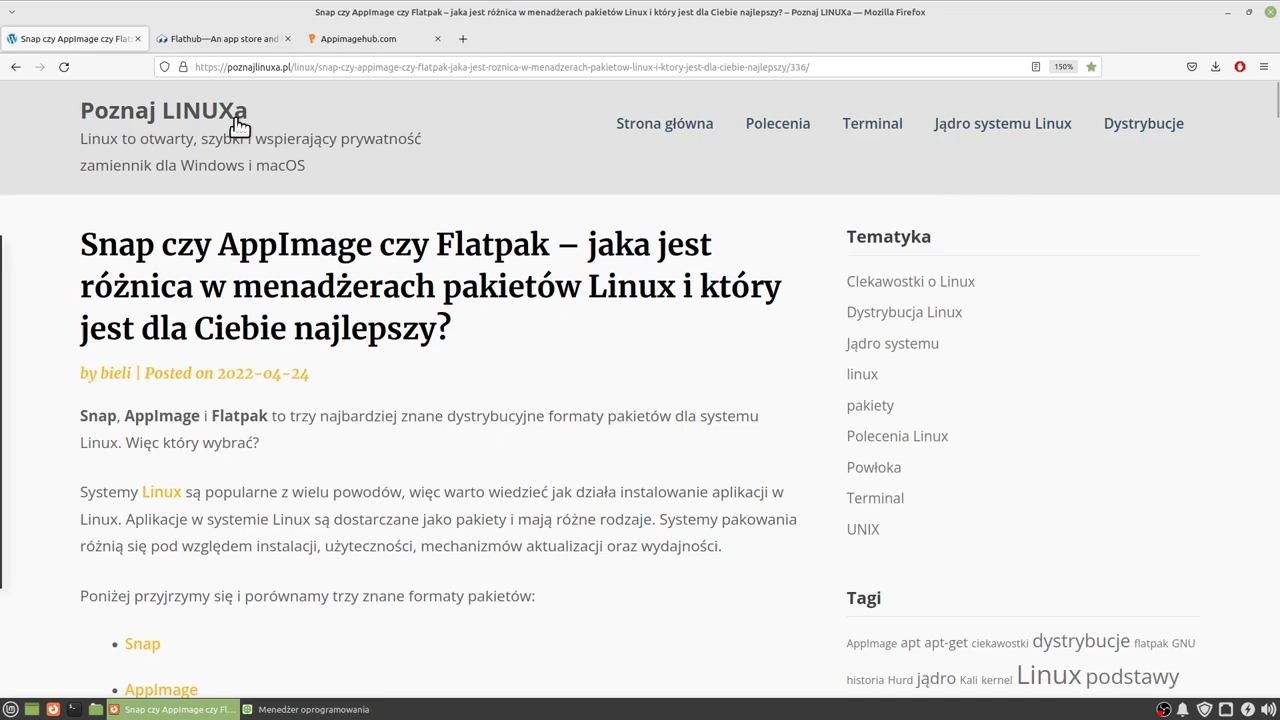 Snap czy AppImage czy Flatpak – jaka jest różnica w menadżerach pakietów Linux i który jest dla Ciebie najlepszy? – Poznaj LINUXa — Mozilla Firefox
Snap czy AppImage czy Flat
Flathub—An app store and
Appimagehub.com
https://poznajlinuxa.pl/linux/snap-czy-appimage-czy-flatpak-jaka-jest-roznica-w-menadzerach-pakietow-linux-i-ktory-jest-dla-ciebie-najlepszy/336/
150%
Poznaj LINUXa
Linux to otwarty, szybki i wspierający prywatność
zamiennik dla Windows i macOS
Strona główna
Polecenia
Terminal
Jądro systemu Linux
Dystrybucje
Snap czy AppImage czy Flatpak – jaka jest
różnica w menadżerach pakietów Linux i który
jest dla Ciebie najlepszy?
by bieli | Posted on 2022-04-24
Snap, AppImage i Flatpak to trzy najbardziej znane dystrybucyjne formaty pakietów dla systemu
Linux. Więc który wybrać?
Systemy Linux są popularne z wielu powodów, więc warto wiedzieć jak działa instalowanie aplikacji w
Linux. Aplikacje w systemie Linux są dostarczane jako pakiety i mają różne rodzaje. Systemy pakowania
różnią się pod względem instalacji, użyteczności, mechanizmów aktualizacji oraz wydajności.
Poniżej przyjrzymy się i porównamy trzy znane formaty pakietów:
• Snap
• AppImage
Tematyka
CIekawostki o Linux
Dystrybucja Linux
Jądro systemu
linux
pakiety
Polecenia Linux
Powłoka
Terminal
UNIX
Tagi
AppImage apt apt-get ciekawostki dystrybucje flatpak GNU
historia Hurd jądro Kali kernel Linux podstawy
Snap czy AppImage czy Fl...
Menedżer oprogramowania